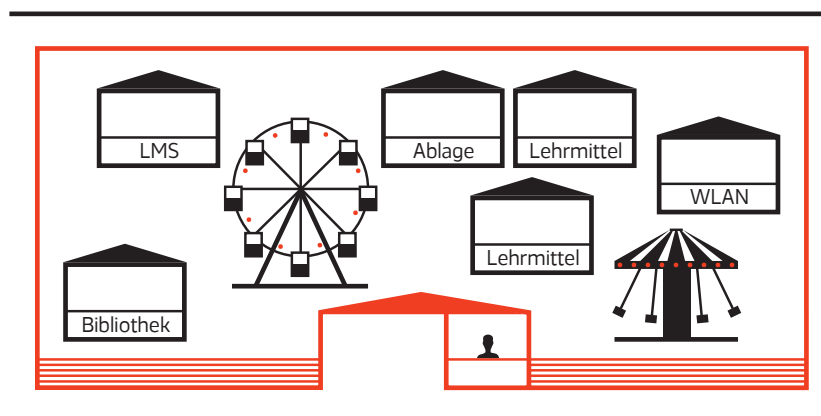 LMS
Ablage
Lehrmittel
WLAN
Lehrmittel
Bibliothek